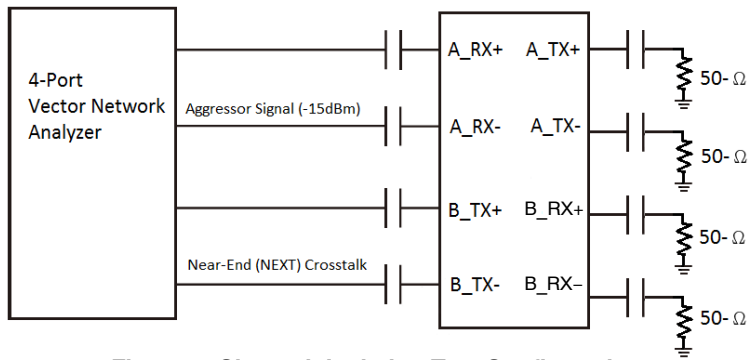 4-Port
Vector Network
Analyzer
Aggressor Signal (-15dBm)
Near-End (NEXT) Crosstalk
A_RX+ A_TX+
A_RX- A_TX-
B_TX+ B_RX+
B_TX- B_RX–
50- Ω
50- Ω
50- Ω
50- Ω